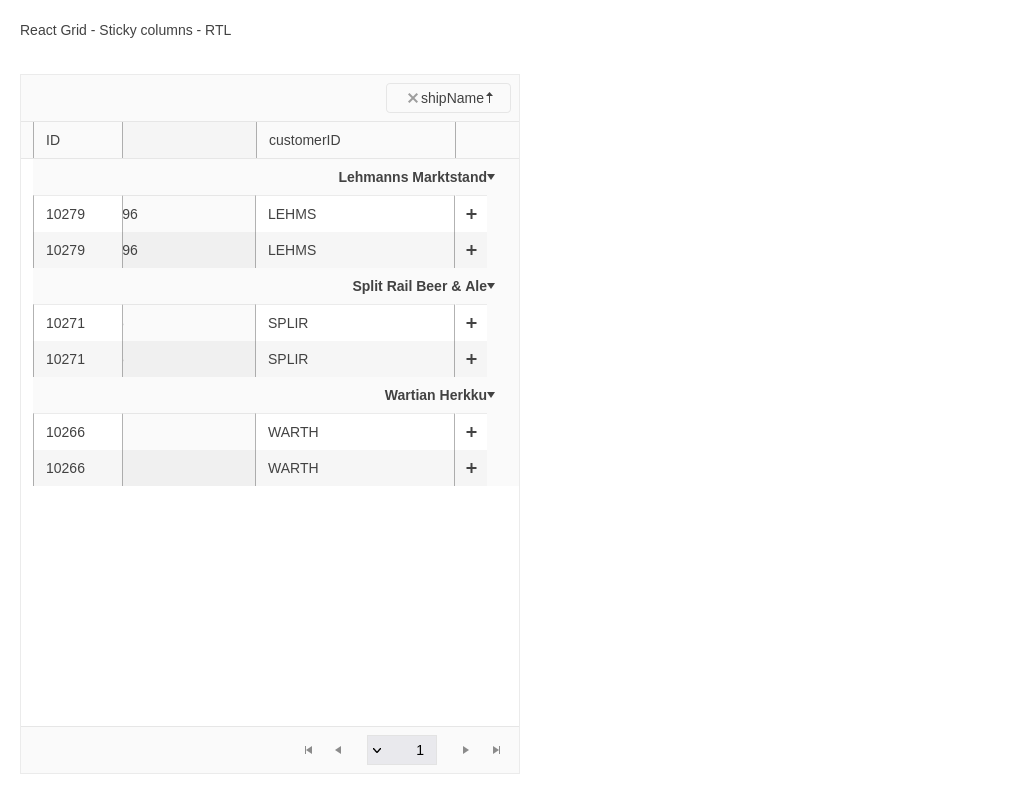 React Grid - Sticky columns - RTL
shipName
ID customerID
Lehmanns Marktstand
10279 96 LEHMS +
10279 96 LEHMS +
Split Rail Beer & Ale
10271 SPLIR +
10271 SPLIR +
Wartian Herkku
10266 WARTH +
10266 WARTH +
1